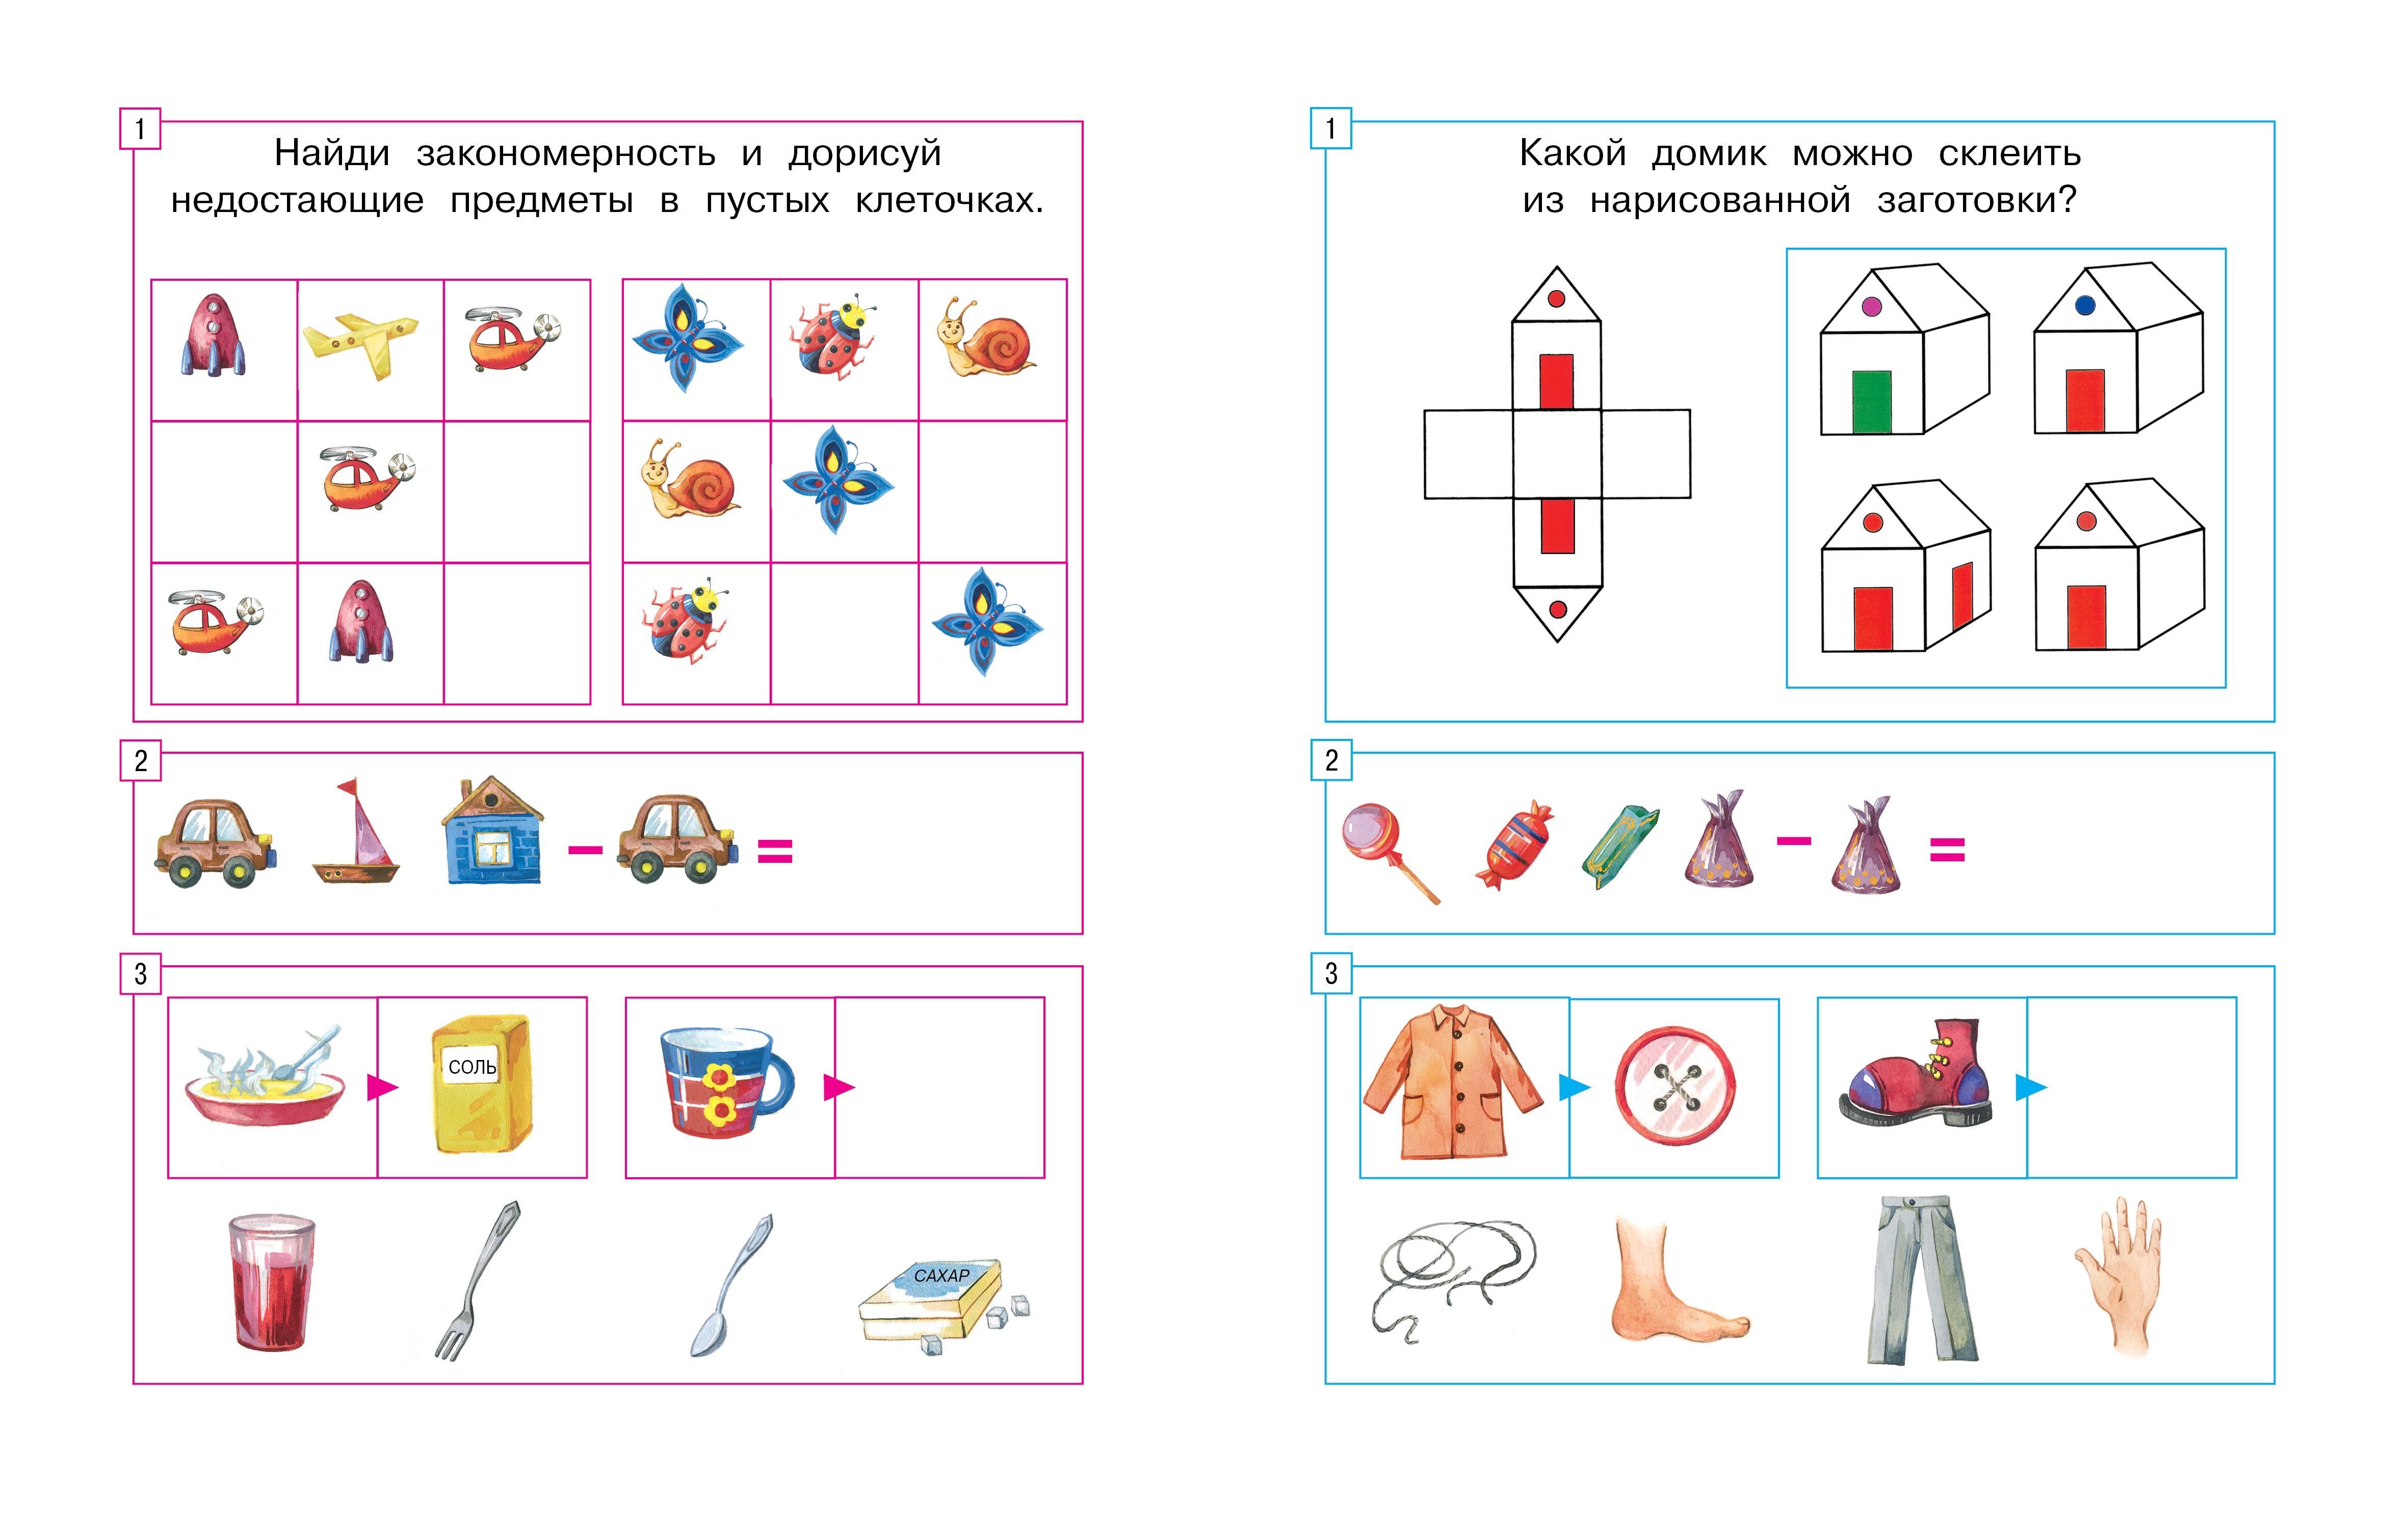 1
Найди закономерность и дорисуй
недостающие предметы в пустых клеточках.
2
3
СОЛЬ
САХАР
1
Какой домик можно склеить
из нарисованной заготовки?
2
3